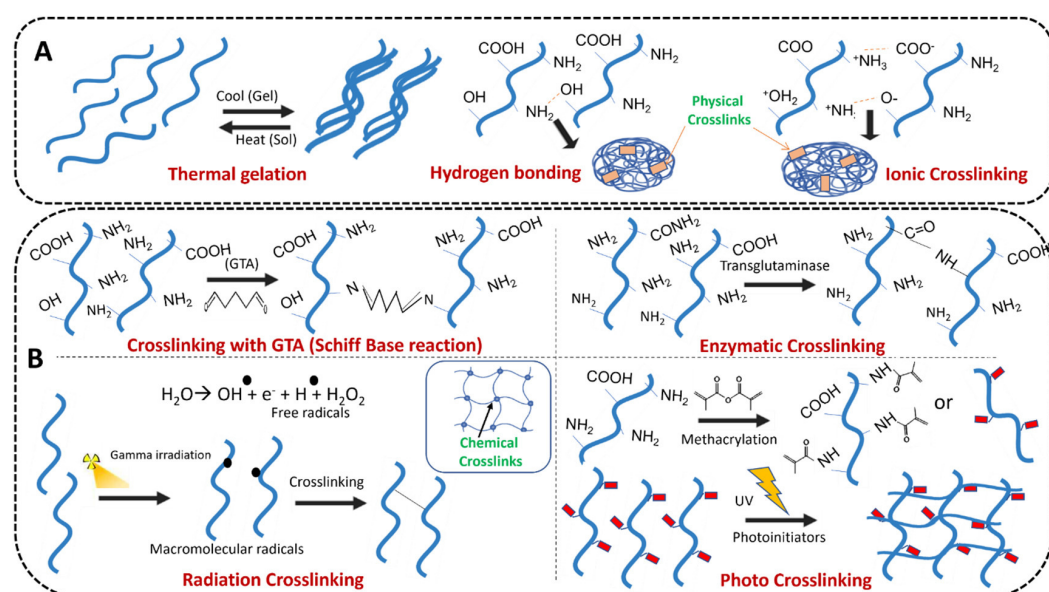 A
Cool (Gel)
Heat (Sol)
Thermal gelation
COOH
NH₂
OH
NH₂
COOH
NH₂
OH
NH₂
Hydrogen bonding
Physical
Crosslinks
COO
⁺NH₃
⁺OH₂
⁺NH
COO⁻
NH₂
O-
NH₂
Ionic Crosslinking
B
COOH
NH₂
OH
NH₂
NH₂
COOH
NH₂
NH₂
(GTA)
COOH
NH₂
OH
N
N
NH₂
COOH
NH₂
Crosslinking with GTA (Schiff Base reaction)
NH₂
NH₂
NH₂
CONH₂
NH₂
COOH
NH₂
Transglutaminase
NH₂
C=O
NH
NH₂
NH₂
COOH
NH₂
NH₂
Enzymatic Crosslinking
H₂O→ OH + e⁻ + H + H₂O₂
Free radicals
Gamma irradiation
Macromolecular radicals
Crosslinking
Radiation Crosslinking
Chemical
Crosslinks
COOH
NH₂
NH₂
NH₂
O
O
O
Methacrylation
COOH
NH
O
NH
O
O
NH
or
UV
Photoinitiators
Photo Crosslinking